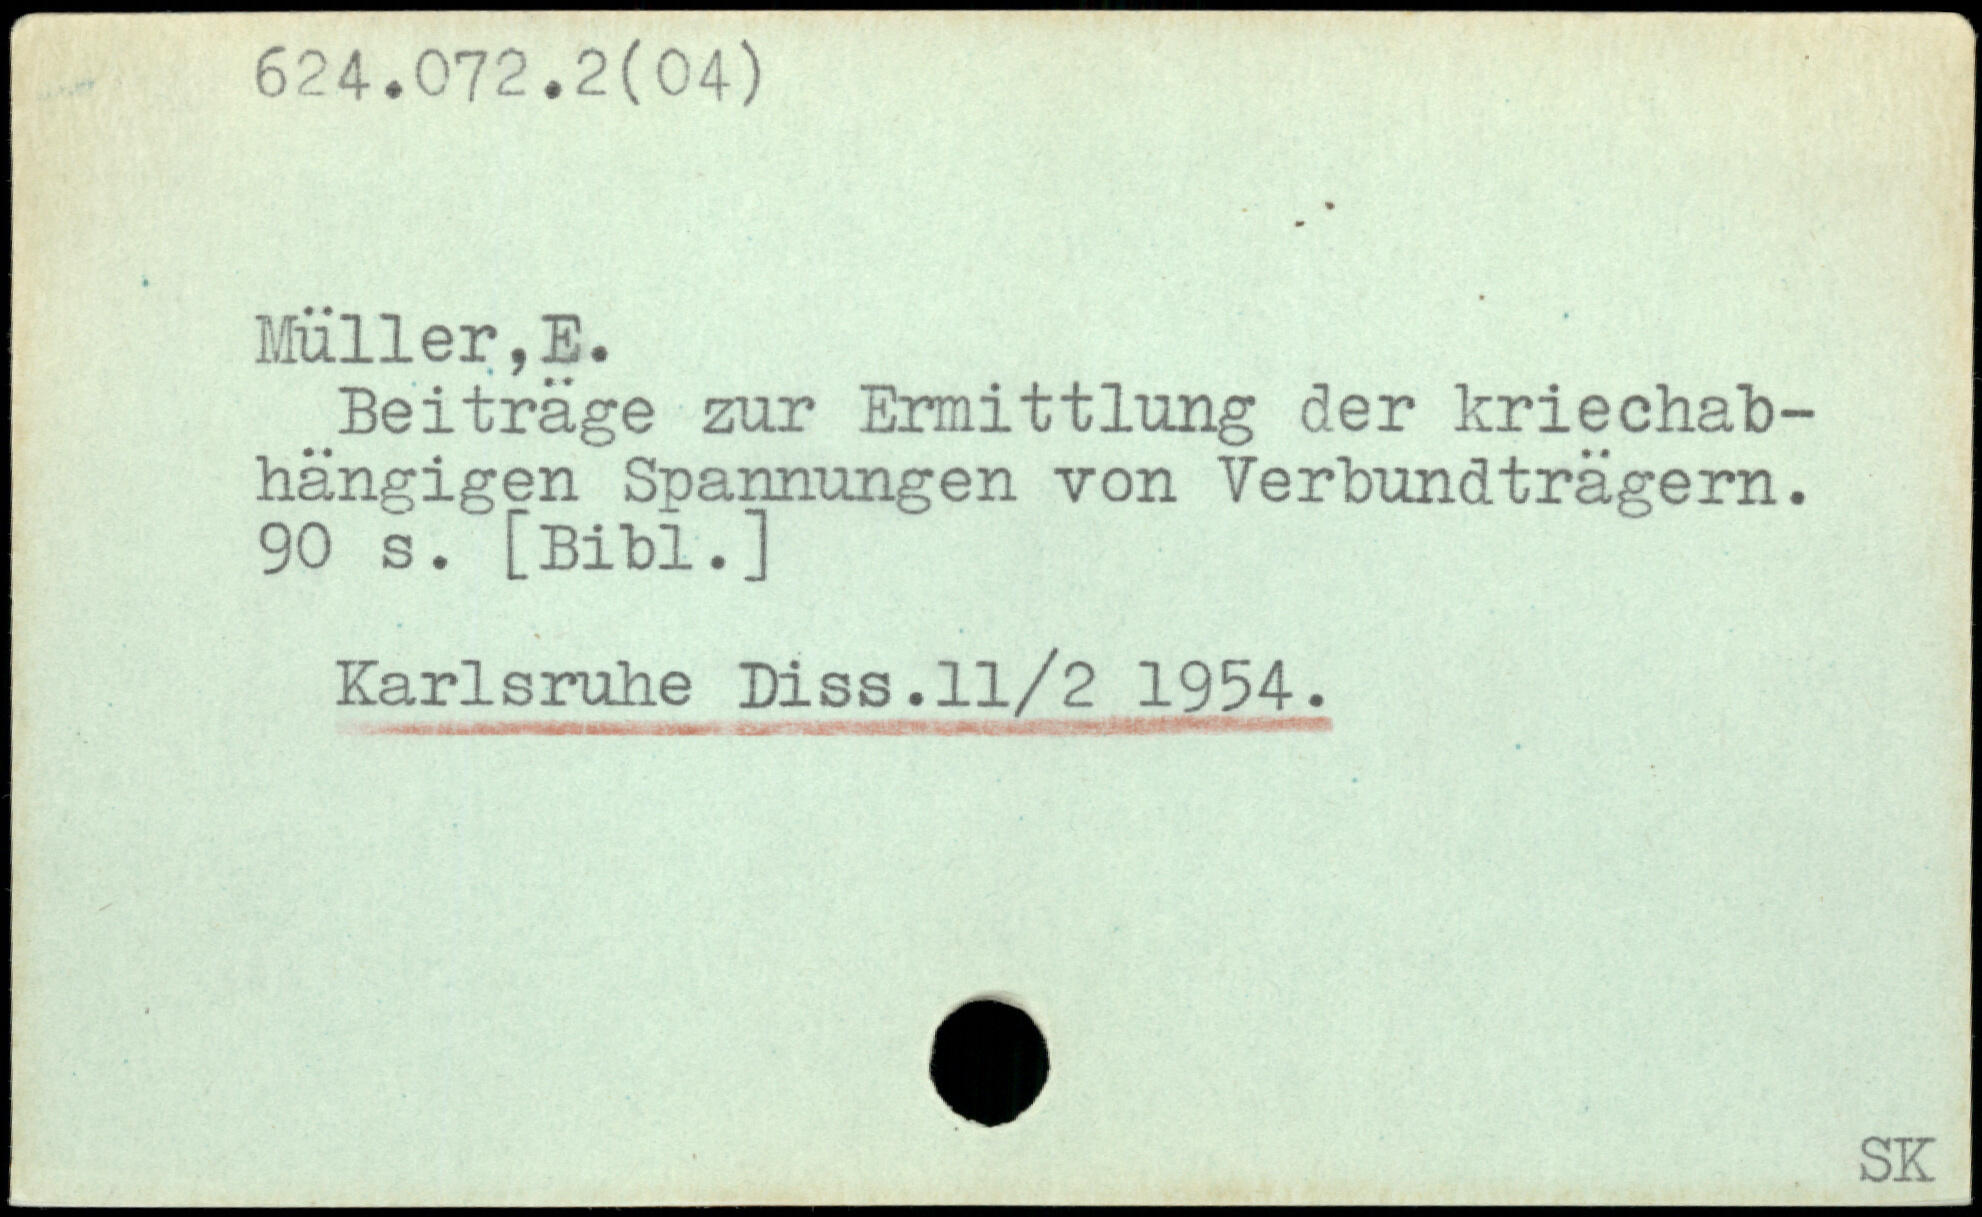 624.072.2(04)
Müller,E.
Beiträge zur Ermittlung der kriechab-
hängigen Spannungen von Verbundträgern.
90 s. [Bibl.]
Karlsruhe Diss.11/2 1954.
SK